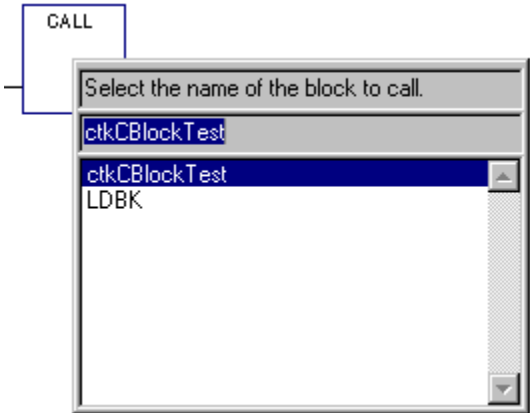 CALL
Select the name of the block to call.
ctkCBlockTest
ctkCBlockTest
LDBK